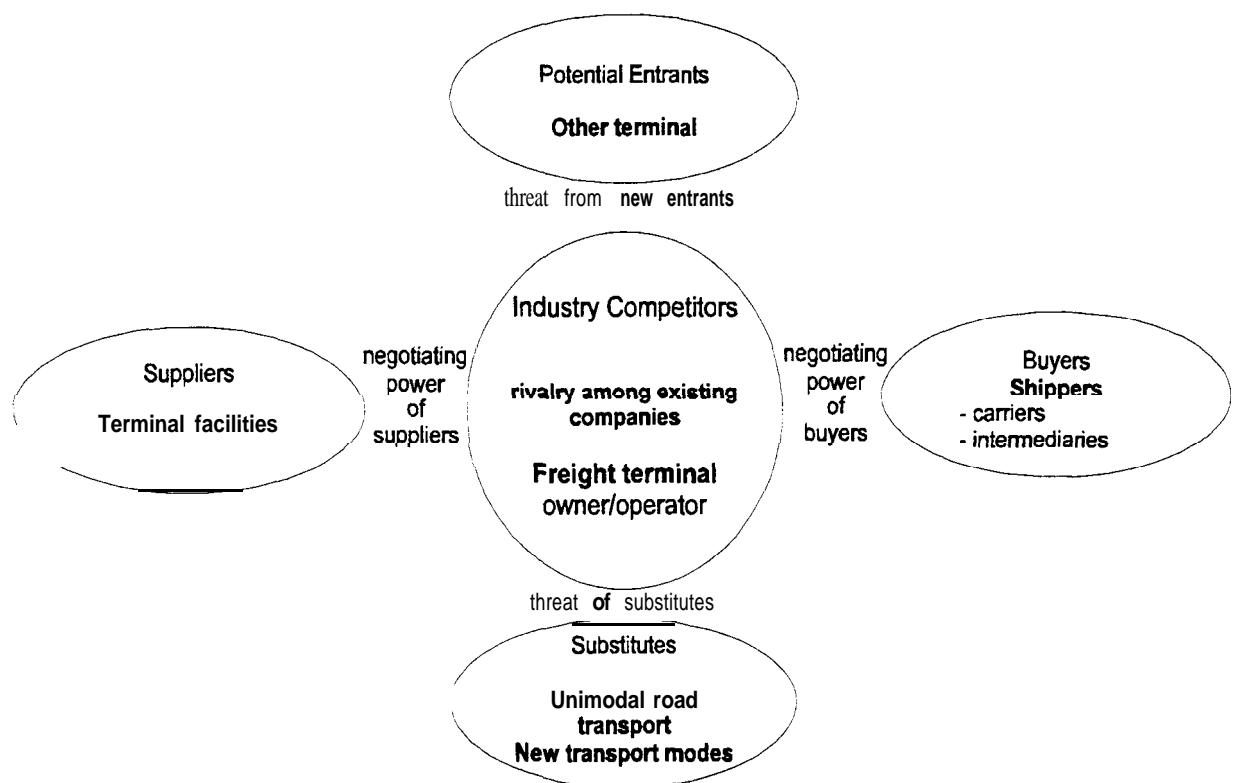 Potential Entrants
Other terminal
threat from new entrants
Industry Competitors
rivalry among existing
companies
Freight terminal
owner/operator
Suppliers
Terminal facilities
negotiating
power
of
suppliers
negotiating
power
of
buyers
Buyers
Shippers
- carriers
- intermediaries
threat of substitutes
Substitutes
Unimodal road
transport
New transport modes